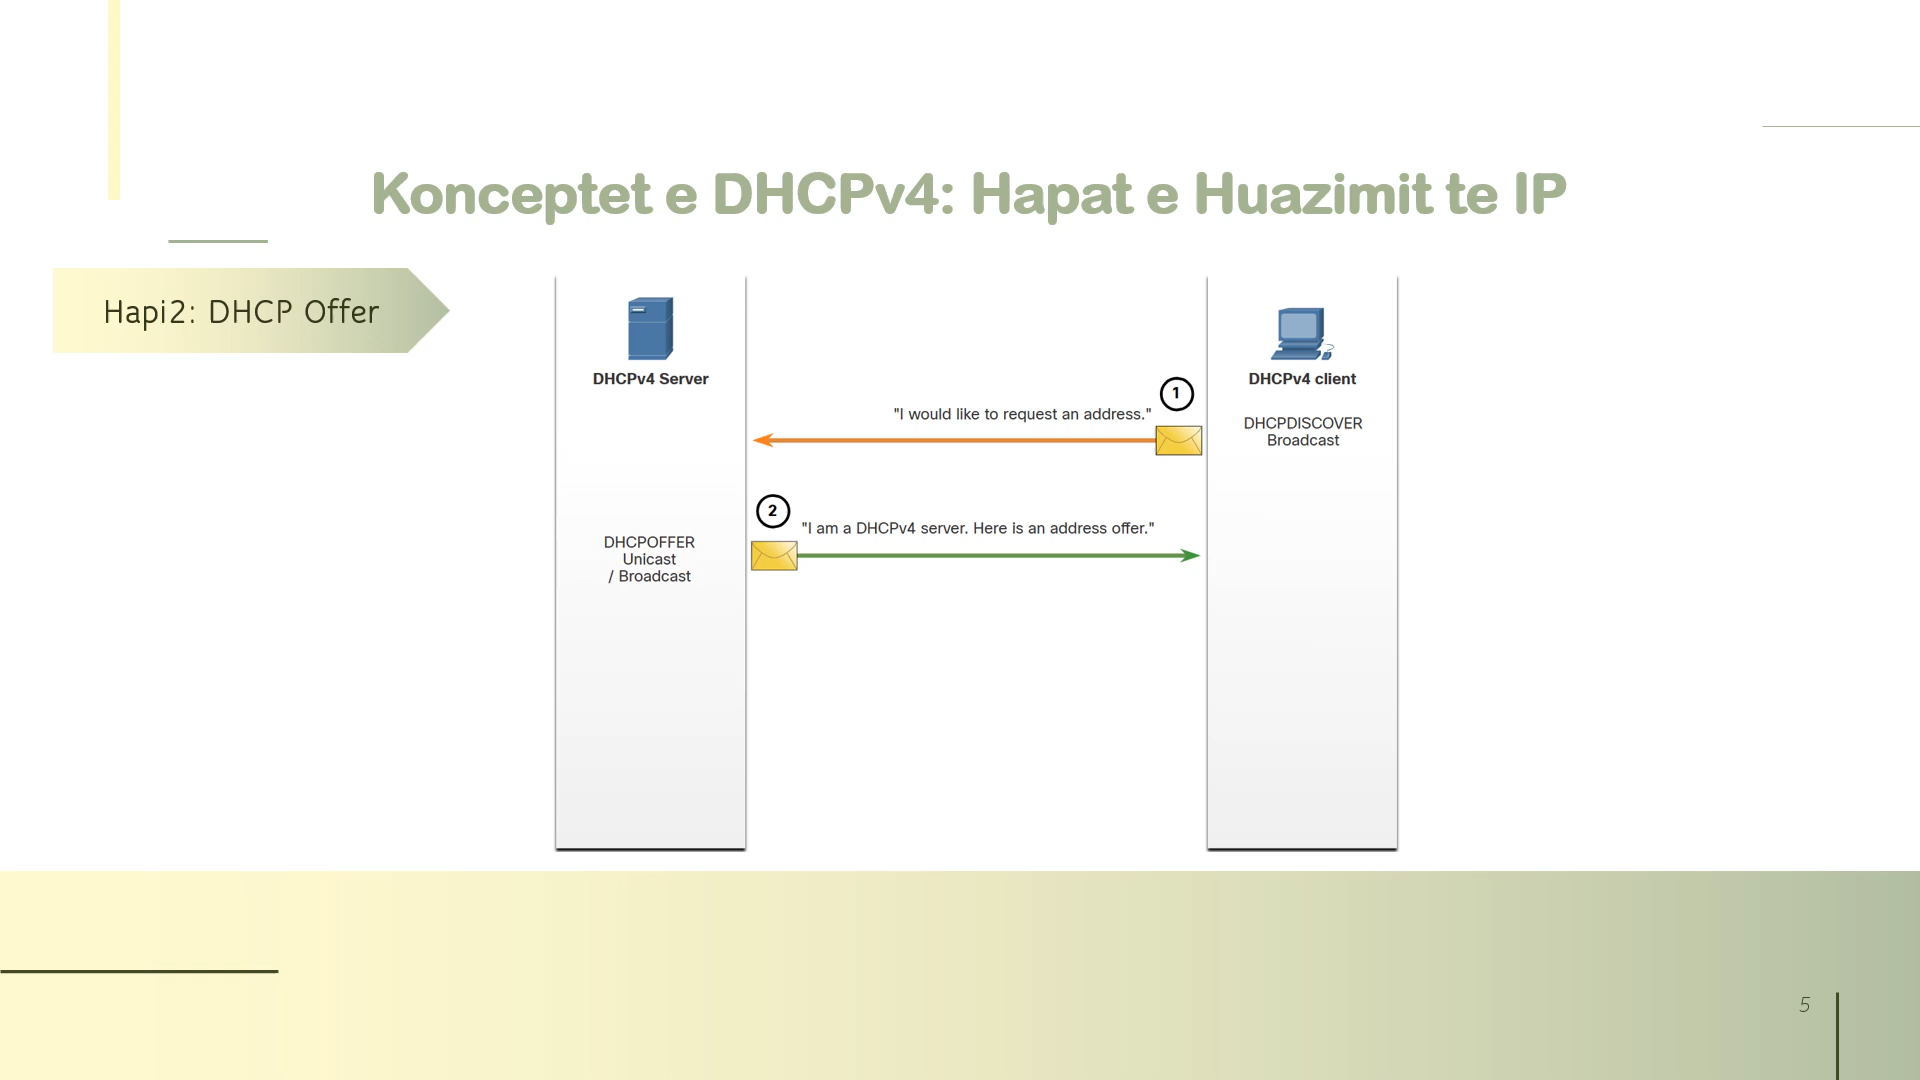 Konceptet e DHCPv4: Hapat e Huazimit te IP
Hapi2: DHCP Offer
DHCPv4 Server
DHCPv4 client
1
"I would like to request an address."
DHCPDISCOVER
Broadcast
2
"I am a DHCPv4 server. Here is an address offer."
DHCPOFFER
Unicast
/ Broadcast
5